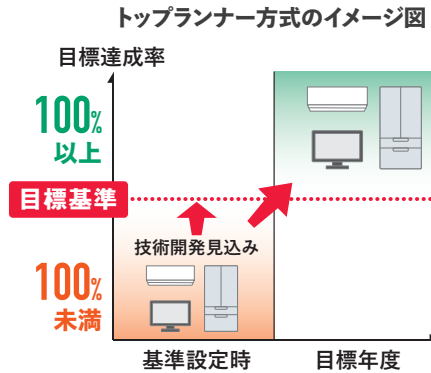 トップランナー方式のイメージ図
目標達成率
100%
以上
目標基準
技術開発見込み
100%
未満
基準設定時
目標年度